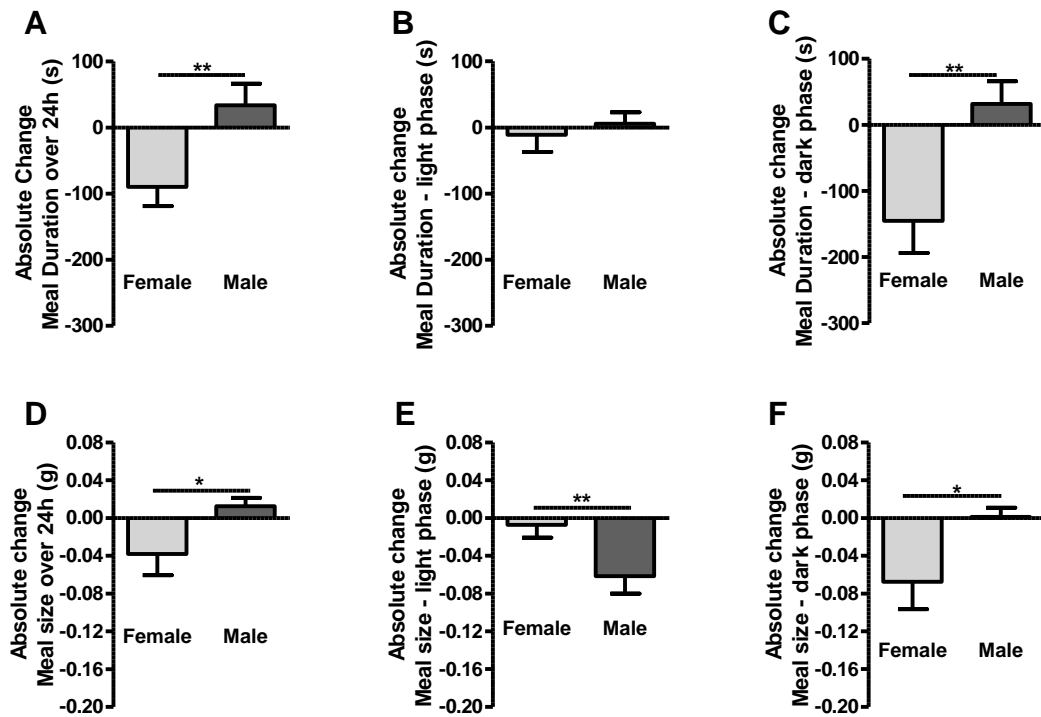 A
Absolute Change
Meal Duration over 24h (s)
100
0
-100
-200
-300
**
Female Male
B
Absolute change
Meal Duration - light phase (s)
100
0
-100
-200
-300
Female Male
C
Absolute change
Meal Duration - dark phase (s)
100
0
-100
-200
-300
**
Female Male
D
Absolute change
Meal size over 24h (g)
0.08
0.04
0.00
-0.04
-0.08
-0.12
-0.16
-0.20
*
Female Male
E
Absolute change
Meal size - light phase (g)
0.08
0.04
0.00
-0.04
-0.08
-0.12
-0.16
-0.20
**
Female Male
F
Absolute change
Meal size - dark phase (g)
0.08
0.04
0.00
-0.04
-0.08
-0.12
-0.16
-0.20
*
Female Male